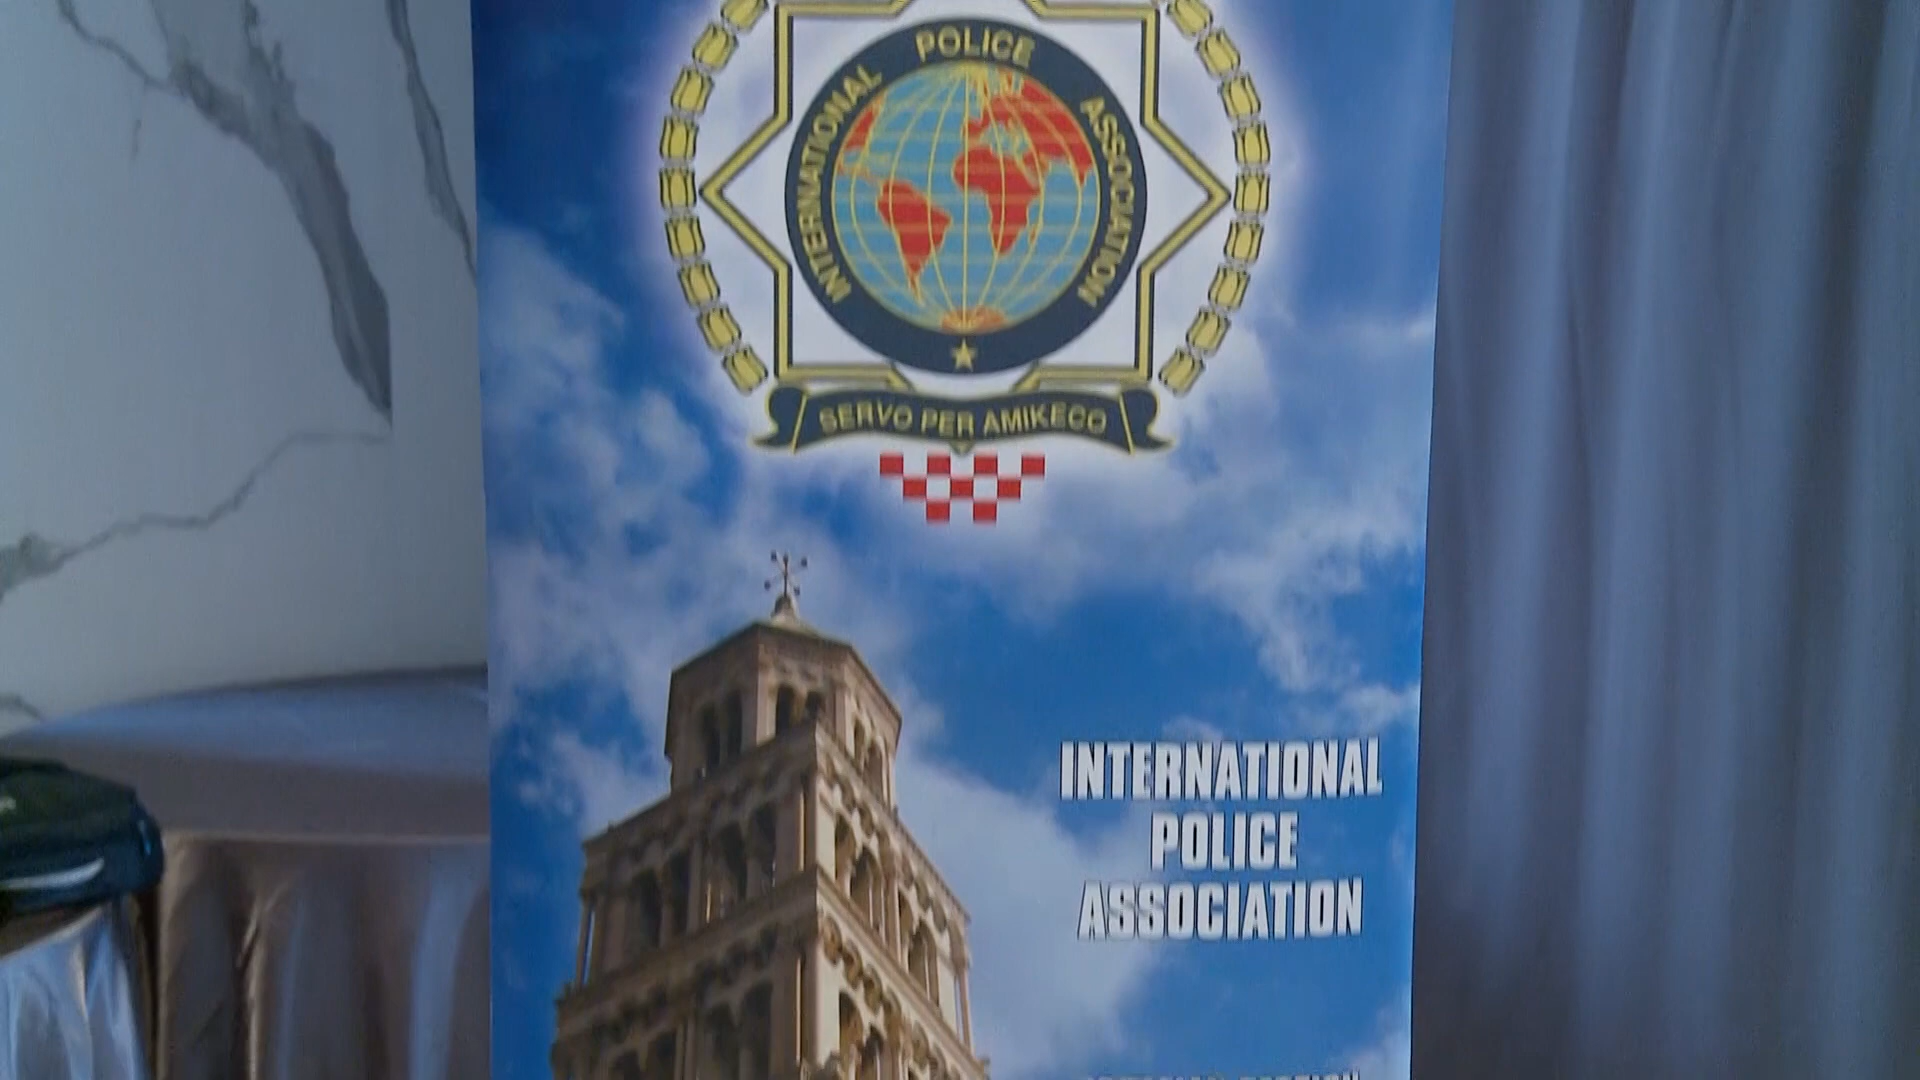 INTERNATIONAL POLICE ASSOCIATION
SERVO PER AMIKECO
INTERNATIONAL
POLICE
ASSOCIATION